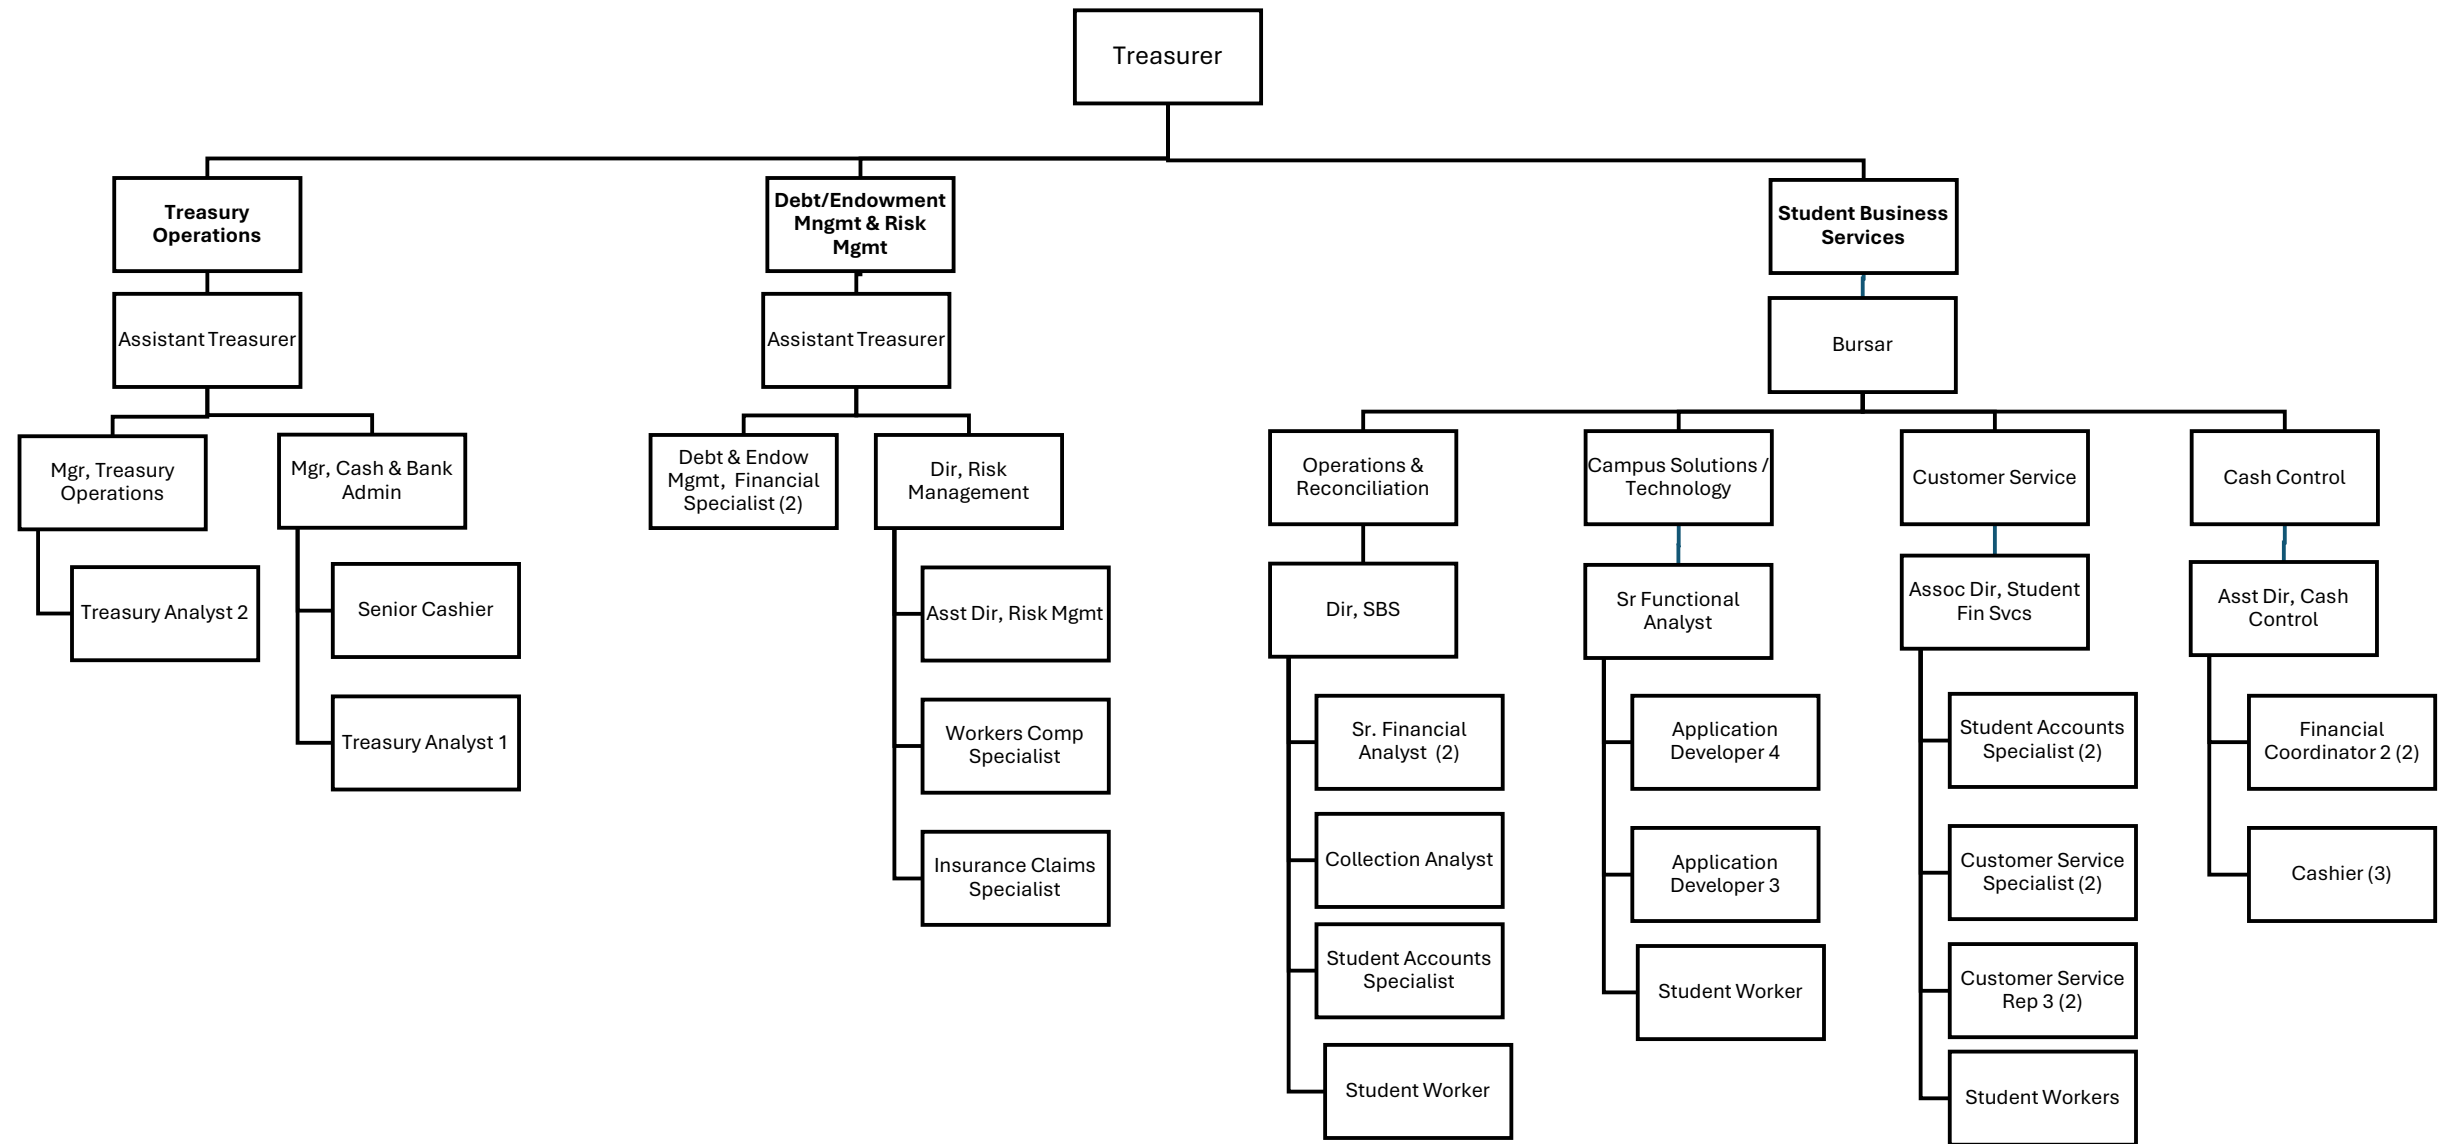 Treasurer
Treasury
Operations
Debt/Endowment
Mngmt & Risk
Mgmt
Student Business
Services
Assistant Treasurer
Assistant Treasurer
Bursar
Mgr, Treasury
Operations
Mgr, Cash & Bank
Admin
Debt & Endow
Mgmt, Financial
Specialist (2)
Dir, Risk
Management
Operations &
Reconciliation
Campus Solutions /
Technology
Customer Service
Cash Control
Treasury Analyst 2
Senior Cashier
Treasury Analyst 1
Asst Dir, Risk Mgmt
Workers Comp
Specialist
Insurance Claims
Specialist
Dir, SBS
Sr. Financial
Analyst (2)
Collection Analyst
Student Accounts
Specialist
Student Worker
Sr Functional
Analyst
Application
Developer 4
Application
Developer 3
Student Worker
Assoc Dir, Student
Fin Svcs
Student Accounts
Specialist (2)
Customer Service
Specialist (2)
Customer Service
Rep 3 (2)
Student Workers
Asst Dir, Cash
Control
Financial
Coordinator 2 (2)
Cashier (3)